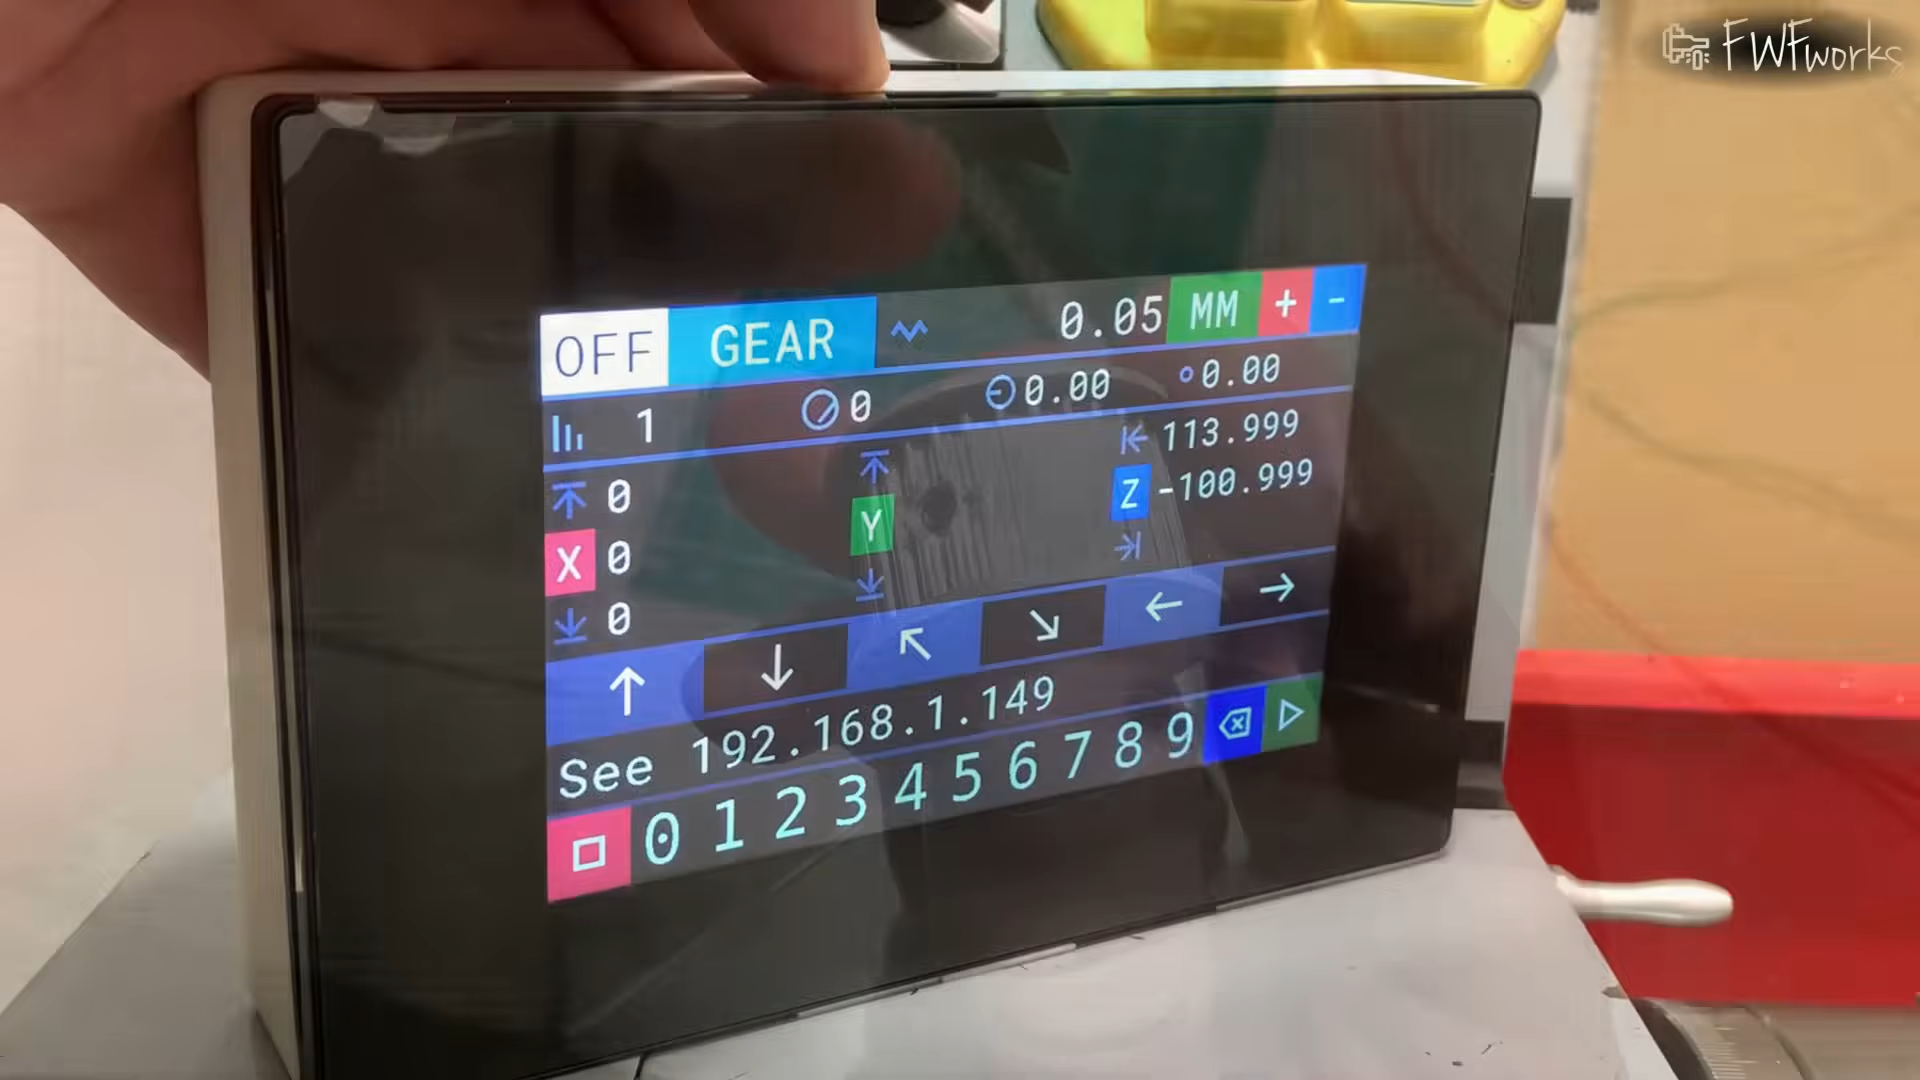 FWFworks
OFF GEAR 0.05 MM + -
1 0 0.00 0.00
0 113.999
X 0 Y Z -100.999
0
See 192.168.1.149
0 1 2 3 4 5 6 7 8 9